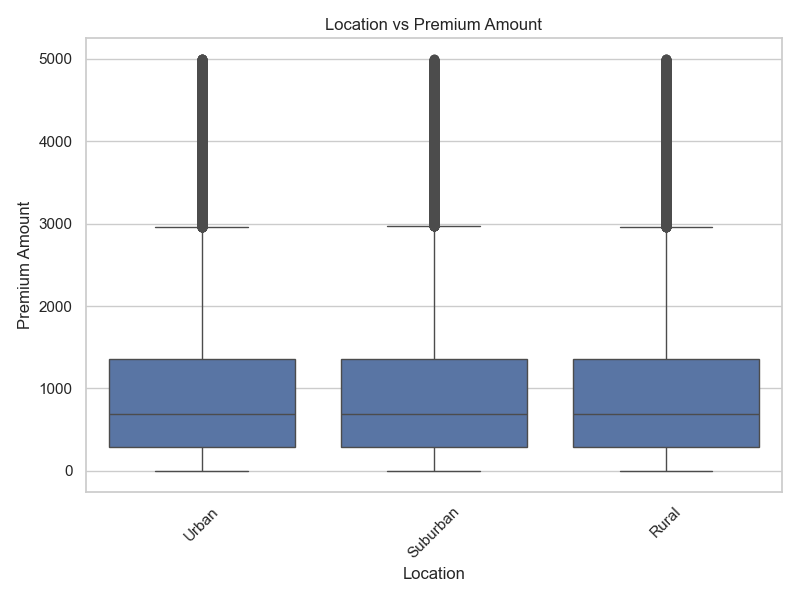 Location vs Premium Amount
Premium Amount
5000
4000
3000
2000
1000
0
Urban
Suburban
Rural
Location